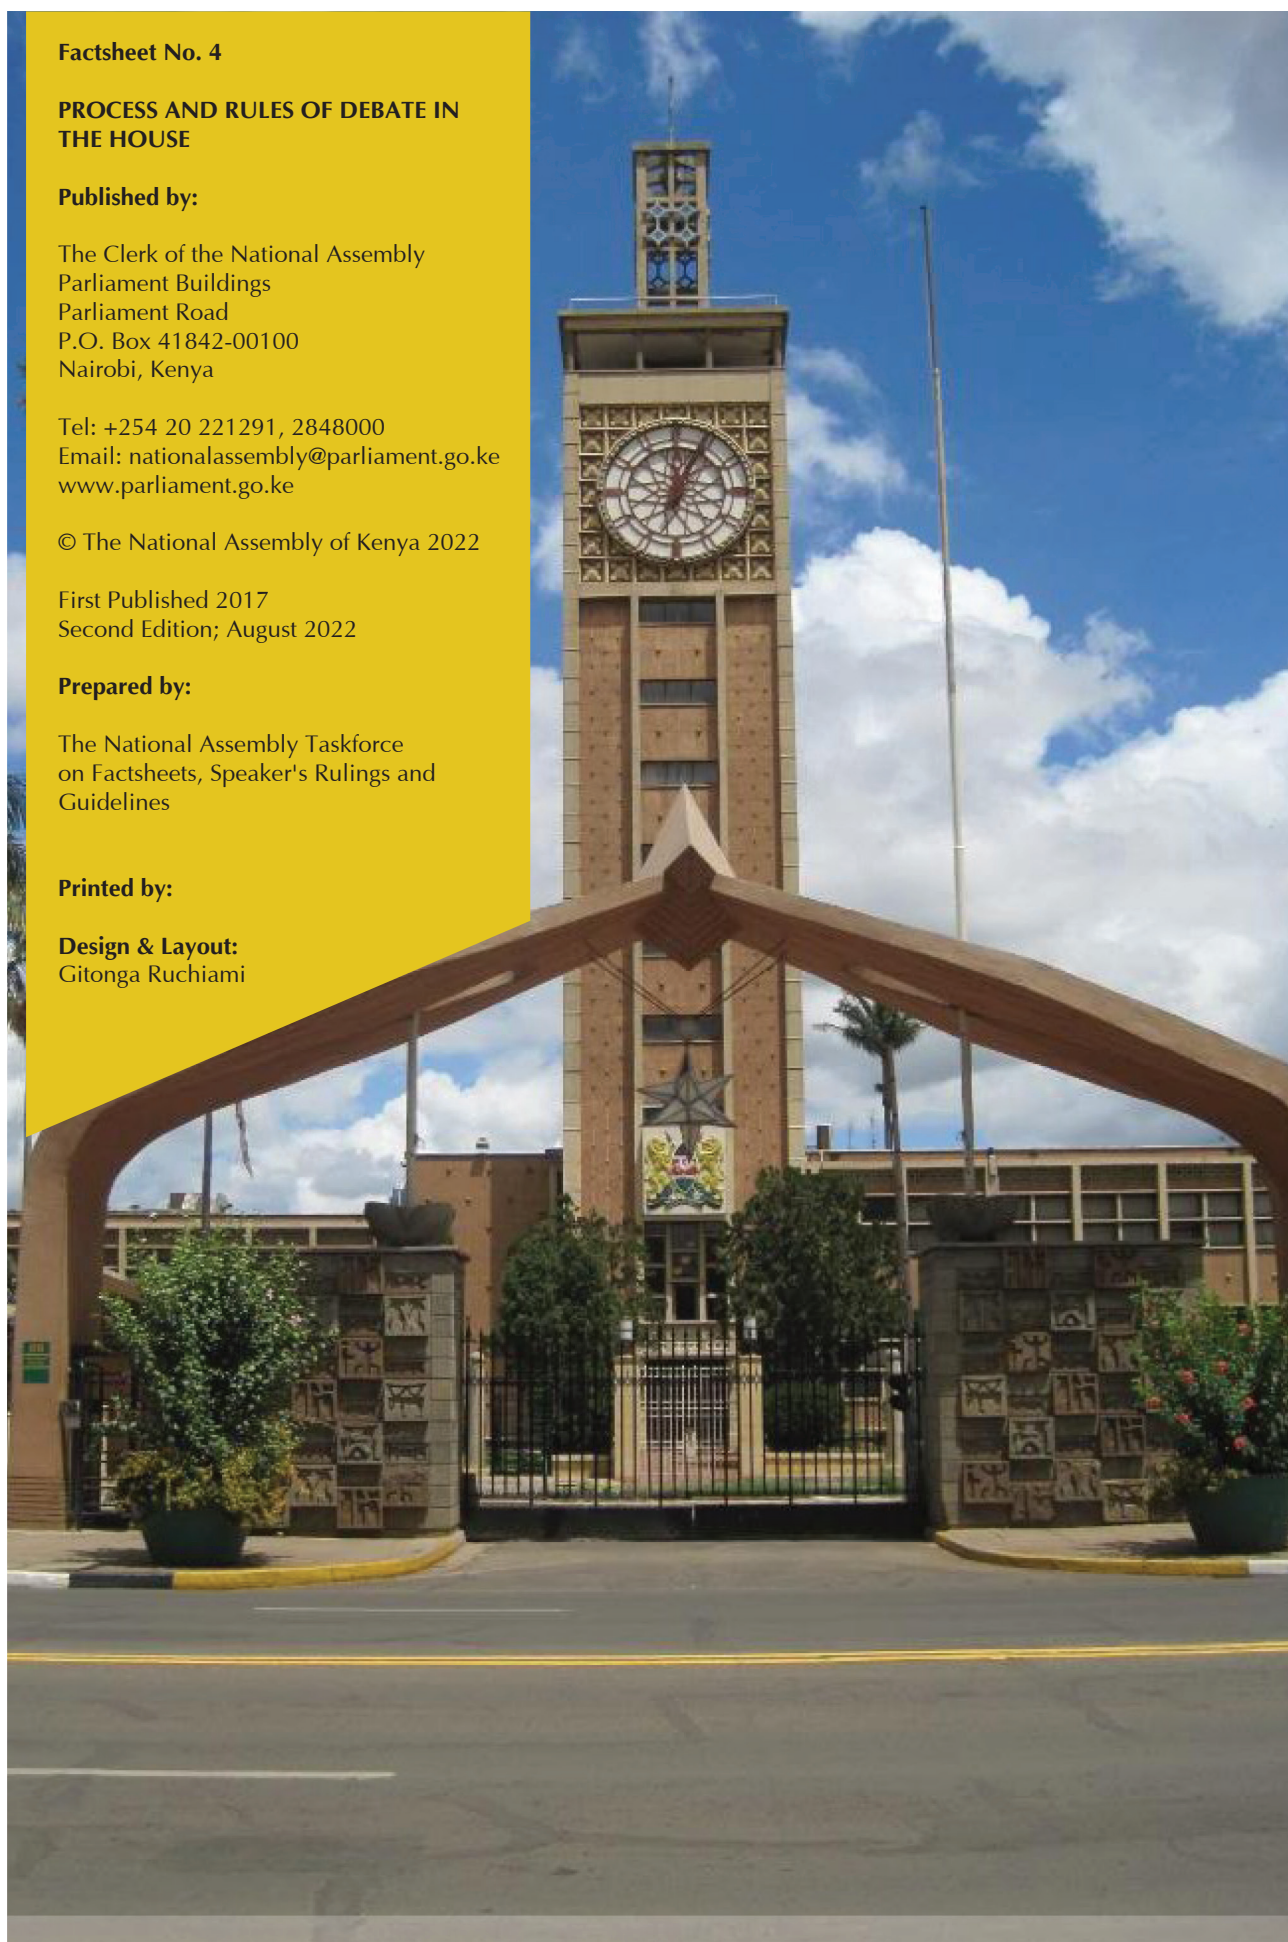 Factsheet No. 4
PROCESS AND RULES OF DEBATE IN
THE HOUSE
Published by:
The Clerk of the National Assembly
Parliament Buildings
Parliament Road
P.O. Box 41842-00100
Nairobi, Kenya
Tel: +254 20 221291, 2848000
Email: nationalassembly@parliament.go.ke
www.parliament.go.ke
© The National Assembly of Kenya 2022
First Published 2017
Second Edition; August 2022
Prepared by:
The National Assembly Taskforce
on Factsheets, Speaker's Rulings and
Guidelines
Printed by:
Design & Layout:
Gitonga Ruchiami